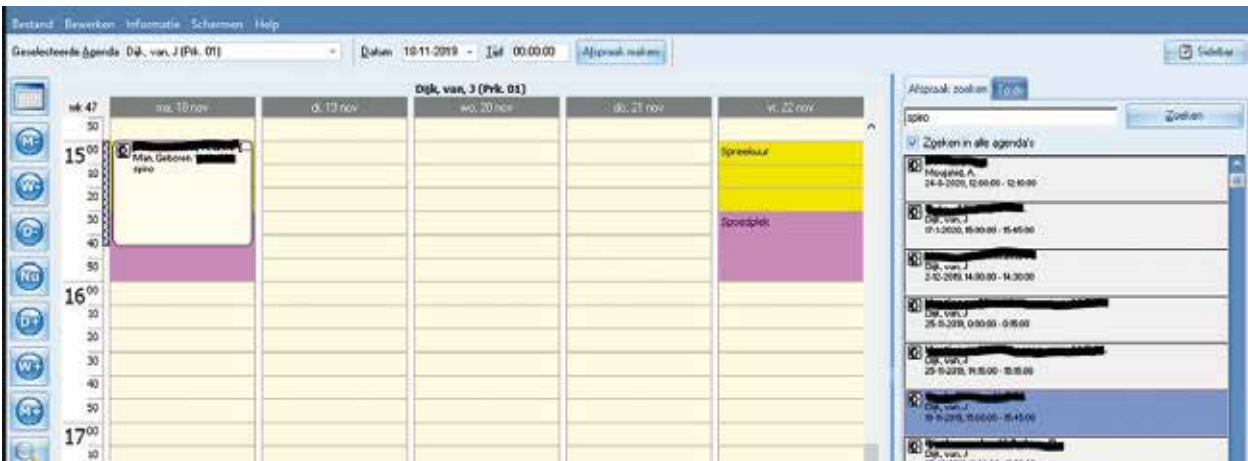 Bestand Bewerken Informatie Schermen Help
Geselecteerde Agenda Dijk, van, J (Prk. 01) Datum 18-11-2019 Tijd 00:00:00 Afspraak maken Sidebar
Dijk, van, J (Prk. 01)
wk 47 ma. 18 nov di. 19 nov wo. 20 nov do. 21 nov vr. 22 nov
50
15 00
Man, Geboren
spiro
10
20
30
40
50
16 00
10
20
30
40
50
17 00
10
Spreekuur
Spoedplek
M-
W-
D-
Nu
D+
W+
M+
Afspraak zoeken To do
spiro Zoeken
Zoeken in alle agenda's
24-8-2020, 12:00:00 - 12:10:00
Dijk, van, J
17-1-2020, 15:00:00 - 15:45:00
Dijk, van, J
2-12-2019, 14:00:00 - 14:30:00
Dijk, van, J
25-11-2019, 0:00:00 - 0:15:00
Dijk, van, J
25-11-2019
Dijk, van, J
15:00:00 - 15:45:00
Dijk, van, J